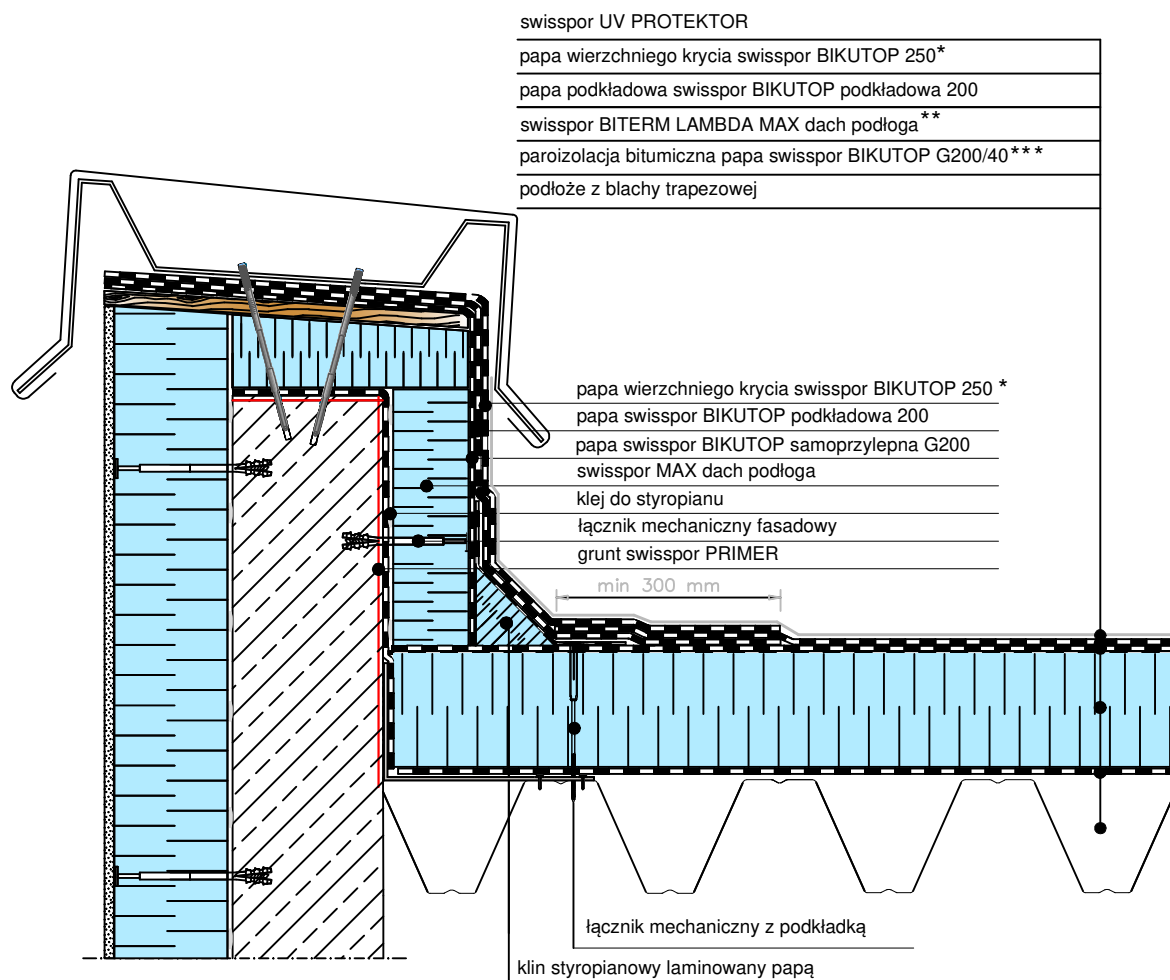 swisspor UV PROTEKTOR
papa wierzchniego krycia swisspor BIKUTOP 250*
papa podkładowa swisspor BIKUTOP podkładowa 200
swisspor BITERM LAMBDA MAX dach podłoga**
paroizolacja bitumiczna papa swisspor BIKUTOP G200/40***
podłoże z blachy trapezowej
papa wierzchniego krycia swisspor BIKUTOP 250 *
papa swisspor BIKUTOP podkładowa 200
papa swisspor BIKUTOP samoprzylepna G200
swisspor MAX dach podłoga
klej do styropianu
łącznik mechaniczny fasadowy
grunt swisspor PRIMER
min 300 mm
łącznik mechaniczny z podkładką
klin styropianowy laminowany papą